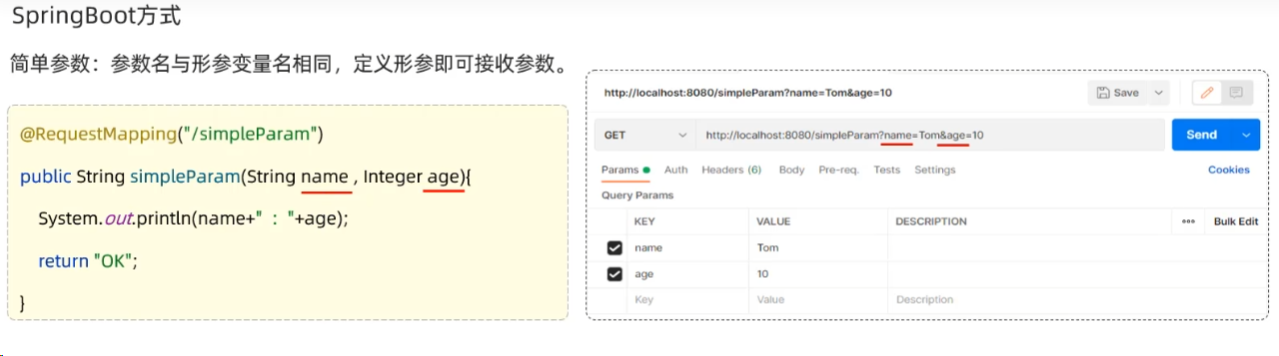 SpringBoot方式
简单参数：参数名与形参变量名相同，定义形参即可接收参数。
@RequestMapping("/simpleParam")
public String simpleParam(String name , Integer age){
System.out.println(name+" : "+age);
return "OK";
}
http://localhost:8080/simpleParam?name=Tom&age=10
Save
GET http://localhost:8080/simpleParam?name=Tom&age=10 Send
Params Auth Headers (6) Body Pre-req. Tests Settings Cookies
Query Params
KEY VALUE DESCRIPTION ••• Bulk Edit
name Tom
age 10
Key Value Description